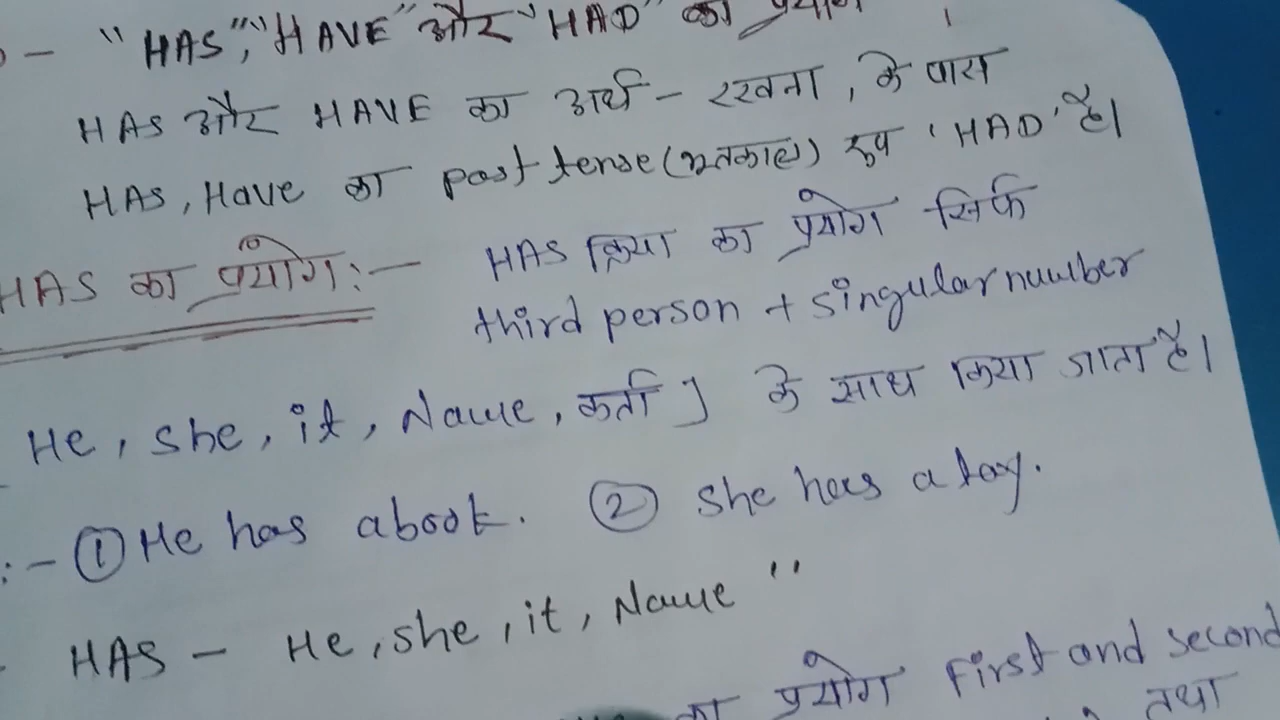 – "HAS", "HAVE" और "HAD" का प्रयोग
HAS और HAVE का अर्थ – रखना, के पास
HAS, Have का past tense (भूतकाल) रूप 'HAD' है।
HAS का प्रयोग :– HAS क्रिया का प्रयोग सिर्फ
third person + singular number
He, she, it, Name, कर्ता ] के साथ किया जाता है।
:– ① He has a book. ② She has a toy.
HAS – He, she, it, Name "
का प्रयोग First and second
तथा